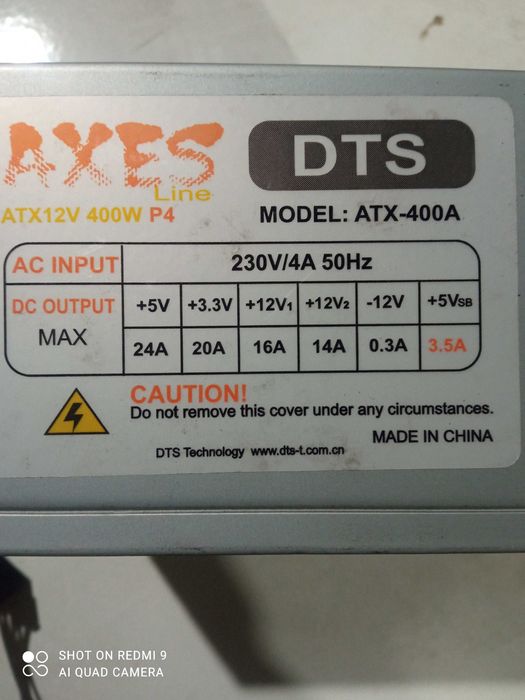 AXES
Line
DTS
ATX12V 400W P4
MODEL: ATX-400A
AC INPUT 230V/4A 50Hz
DC OUTPUT +5V +3.3V +12V1 +12V2 -12V +5VSB
MAX 24A 20A 16A 14A 0.3A 3.5A
CAUTION!
Do not remove this cover under any circumstances.
MADE IN CHINA
DTS Technology www.dts-t.com.cn
SHOT ON REDMI 9
AI QUAD CAMERA